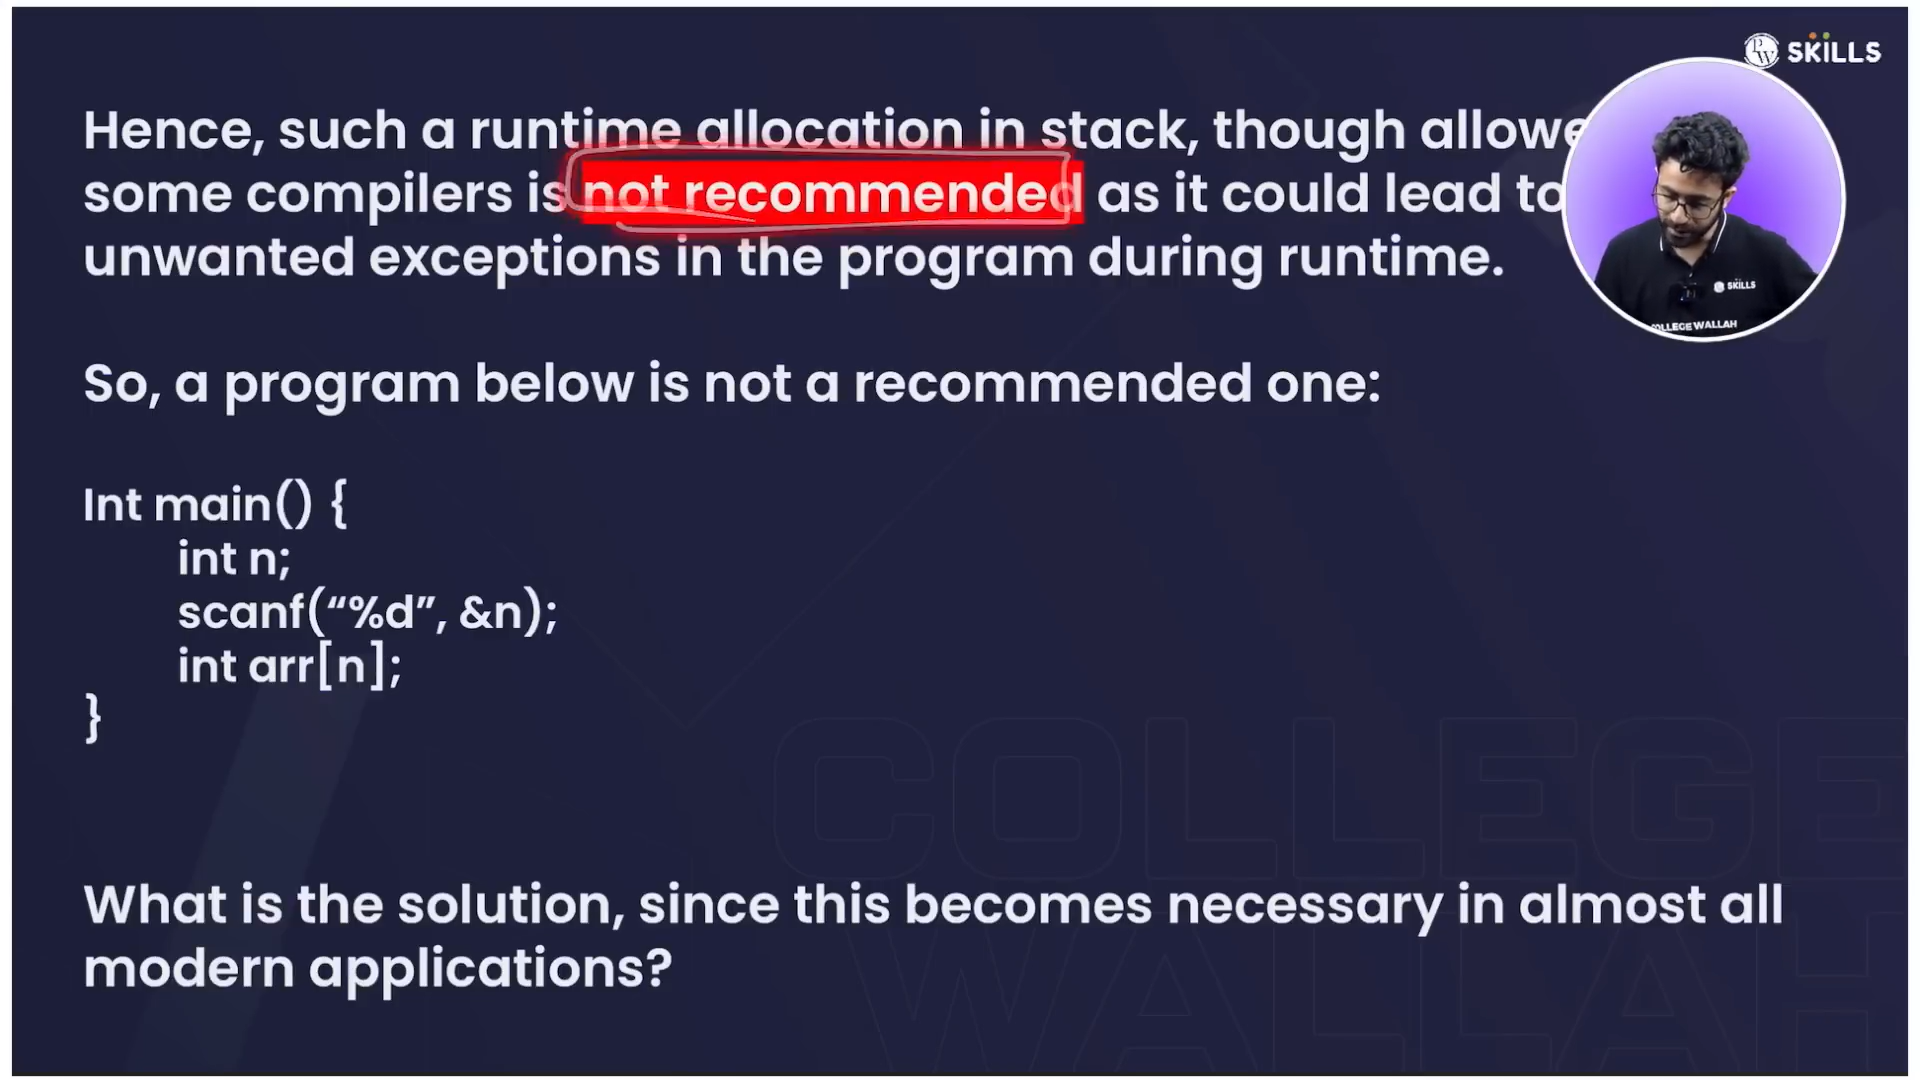 PW SKILLS
Hence, such a runtime allocation in stack, though allowe
some compilers is not recommended as it could lead to
unwanted exceptions in the program during runtime.
SKILLS
COLLEGE WALLAH
So, a program below is not a recommended one:
Int main() {
int n;
scanf(“%d”, &n);
int arr[n];
}
COLLEGE
WALLAH
What is the solution, since this becomes necessary in almost all
modern applications?